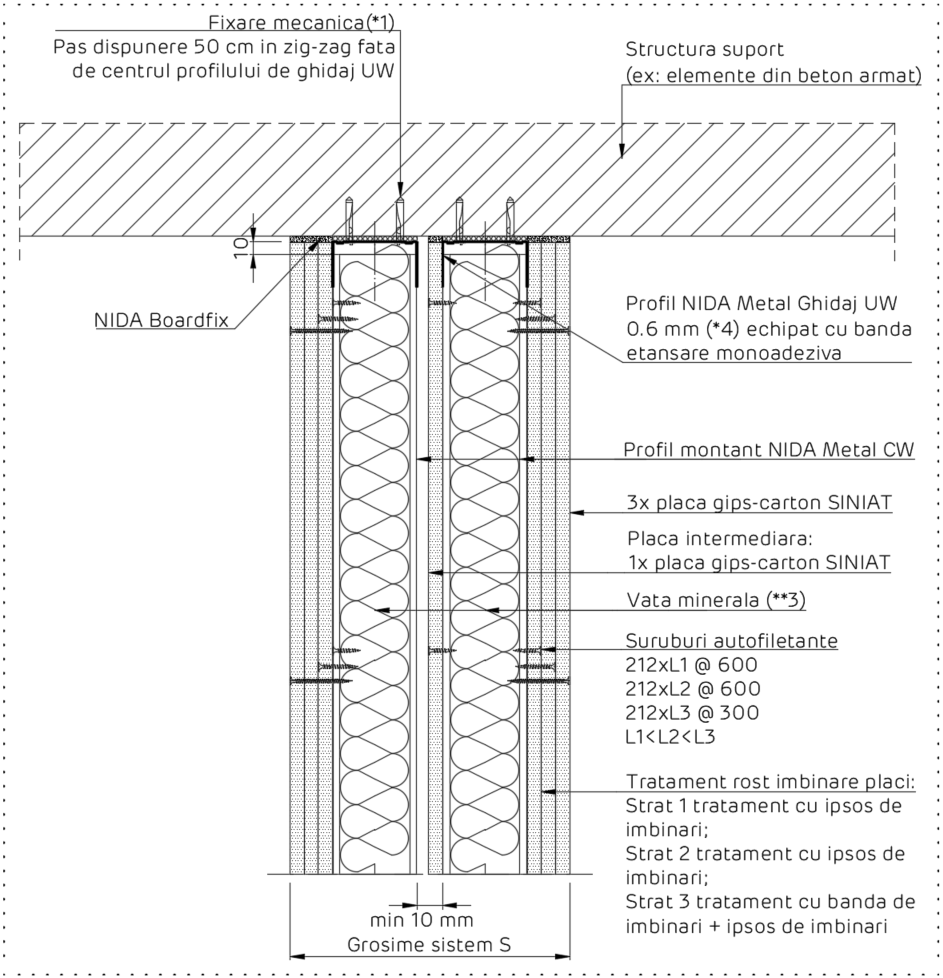 Fixare mecanica(*1)
Pas dispunere 50 cm in zig-zag fata
de centrul profilului de ghidaj UW
Structura suport
(ex: elemente din beton armat)
10
NIDA Boardfix
Profil NIDA Metal Ghidaj UW
0.6 mm (*4) echipat cu banda
etansare monoadeziva
Profil montant NIDA Metal CW
3x placa gips-carton SINIAT
Placa intermediara:
1x placa gips-carton SINIAT
Vata minerala (**3)
Suruburi autofiletante
212xL1 @ 600
212xL2 @ 600
212xL3 @ 300
L1<L2<L3
Tratament rost imbinare placi:
Strat 1 tratament cu ipsos de
imbinari;
Strat 2 tratament cu ipsos de
imbinari;
Strat 3 tratament cu banda de
imbinari + ipsos de imbinari
min 10 mm
Grosime sistem S